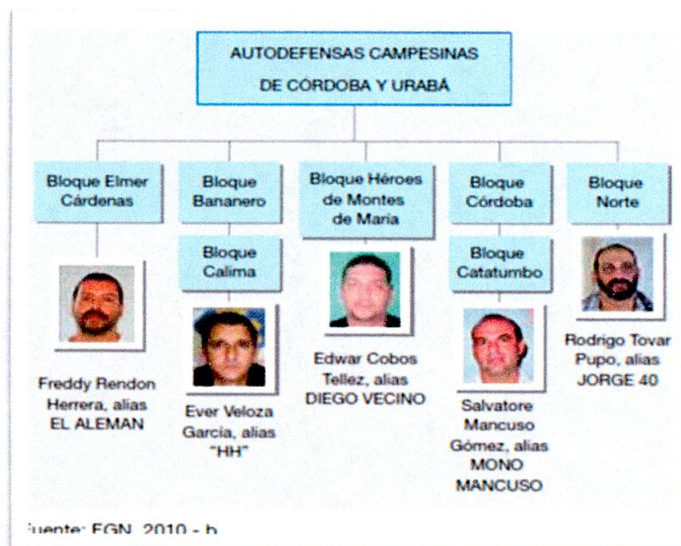 AUTODEFENSAS CAMPESINAS
DE CÓRDOBA Y URABÁ
Bloque Elmer
Cárdenas
Freddy Rendon
Herrera, alias
EL ALEMAN
Bloque
Bananero
Bloque
Calima
Ever Veloza
García, alias
"HH"
Bloque Héroes
de Montes
de María
Edwar Cobos
Tellez, alias
DIEGO VECINO
Bloque
Córdoba
Bloque
Catatumbo
Salvatore
Mancuso
Gómez, alias
MONO
MANCUSO
Bloque
Norte
Rodrigo Tovar
Pupo, alias
JORGE 40
Fuente: FGN, 2010 - b